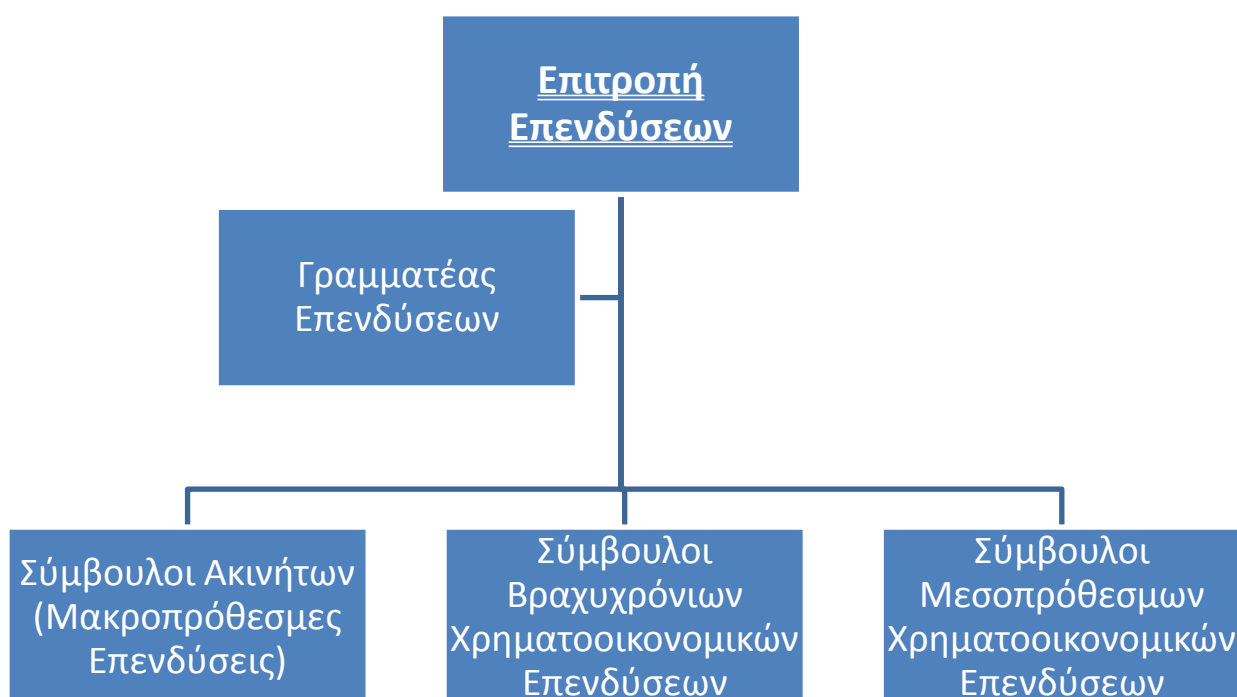 Επιτροπή
Επενδύσεων
Γραμματέας
Επενδύσεων
Σύμβουλοι Ακινήτων
(Μακροπρόθεσμες
Επενδύσεις)
Σύμβουλοι
Βραχυχρόνιων
Χρηματοοικονομικών
Επενδύσεων
Σύμβουλοι
Μεσοπρόθεσμων
Χρηματοοικονομικών
Επενδύσεων